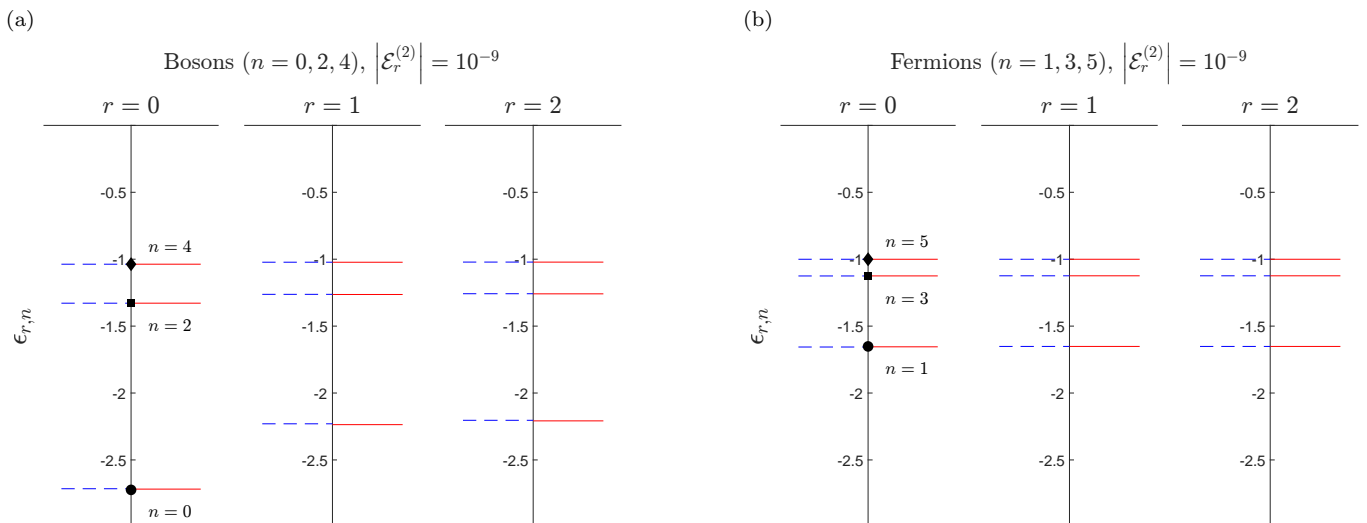 (a)
Bosons (n = 0, 2, 4), |ℰ_r^{(2)}| = 10^{-9}
r = 0 r = 1 r = 2
-0.5 -0.5 -0.5
n = 4
-1 -1 -1
n = 2
-1.5 -1.5 -1.5
ϵ_{r,n}
-2 -2 -2
-2.5 -2.5 -2.5
n = 0
(b)
Fermions (n = 1, 3, 5), |ℰ_r^{(2)}| = 10^{-9}
r = 0 r = 1 r = 2
-0.5 -0.5 -0.5
n = 5
-1 -1 -1
n = 3
-1.5 -1.5 -1.5
ϵ_{r,n}
n = 1
-2 -2 -2
-2.5 -2.5 -2.5